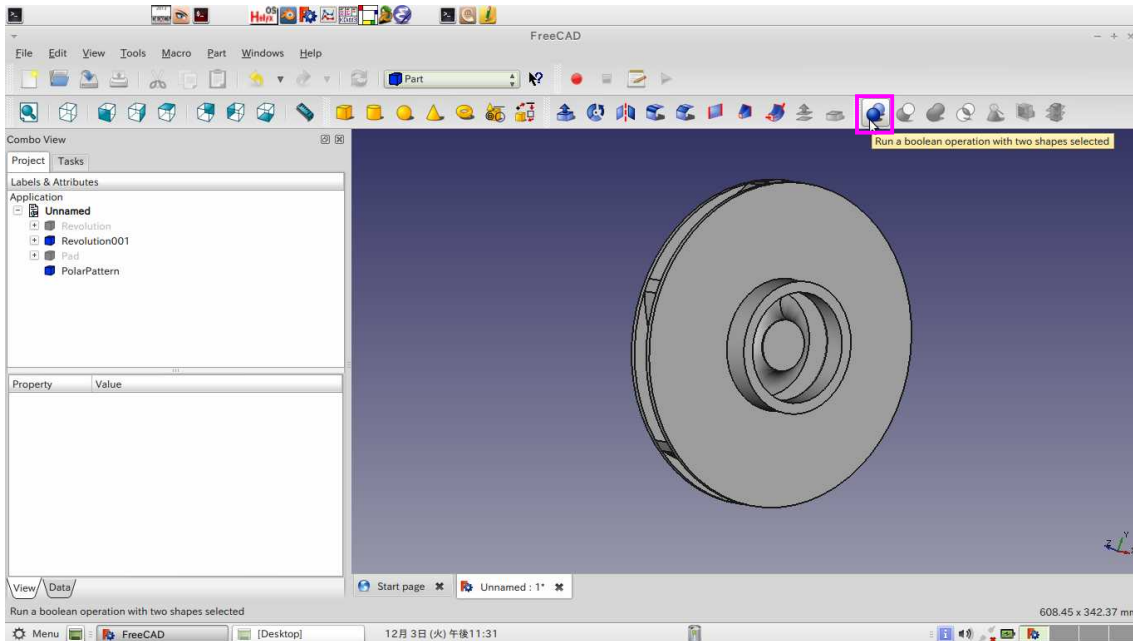 FreeCAD
File Edit View Tools Macro Part Windows Help
Part
Combo View
Run a boolean operation with two shapes selected
Project Tasks
Labels & Attributes
Application
Unnamed
Revolution
Revolution001
Pad
PolarPattern
Property Value
View Data
Start page Unnamed : 1*
Run a boolean operation with two shapes selected
608.45 x 342.37 mm
Menu FreeCAD [Desktop] 12月 3日 (火) 午後11:31